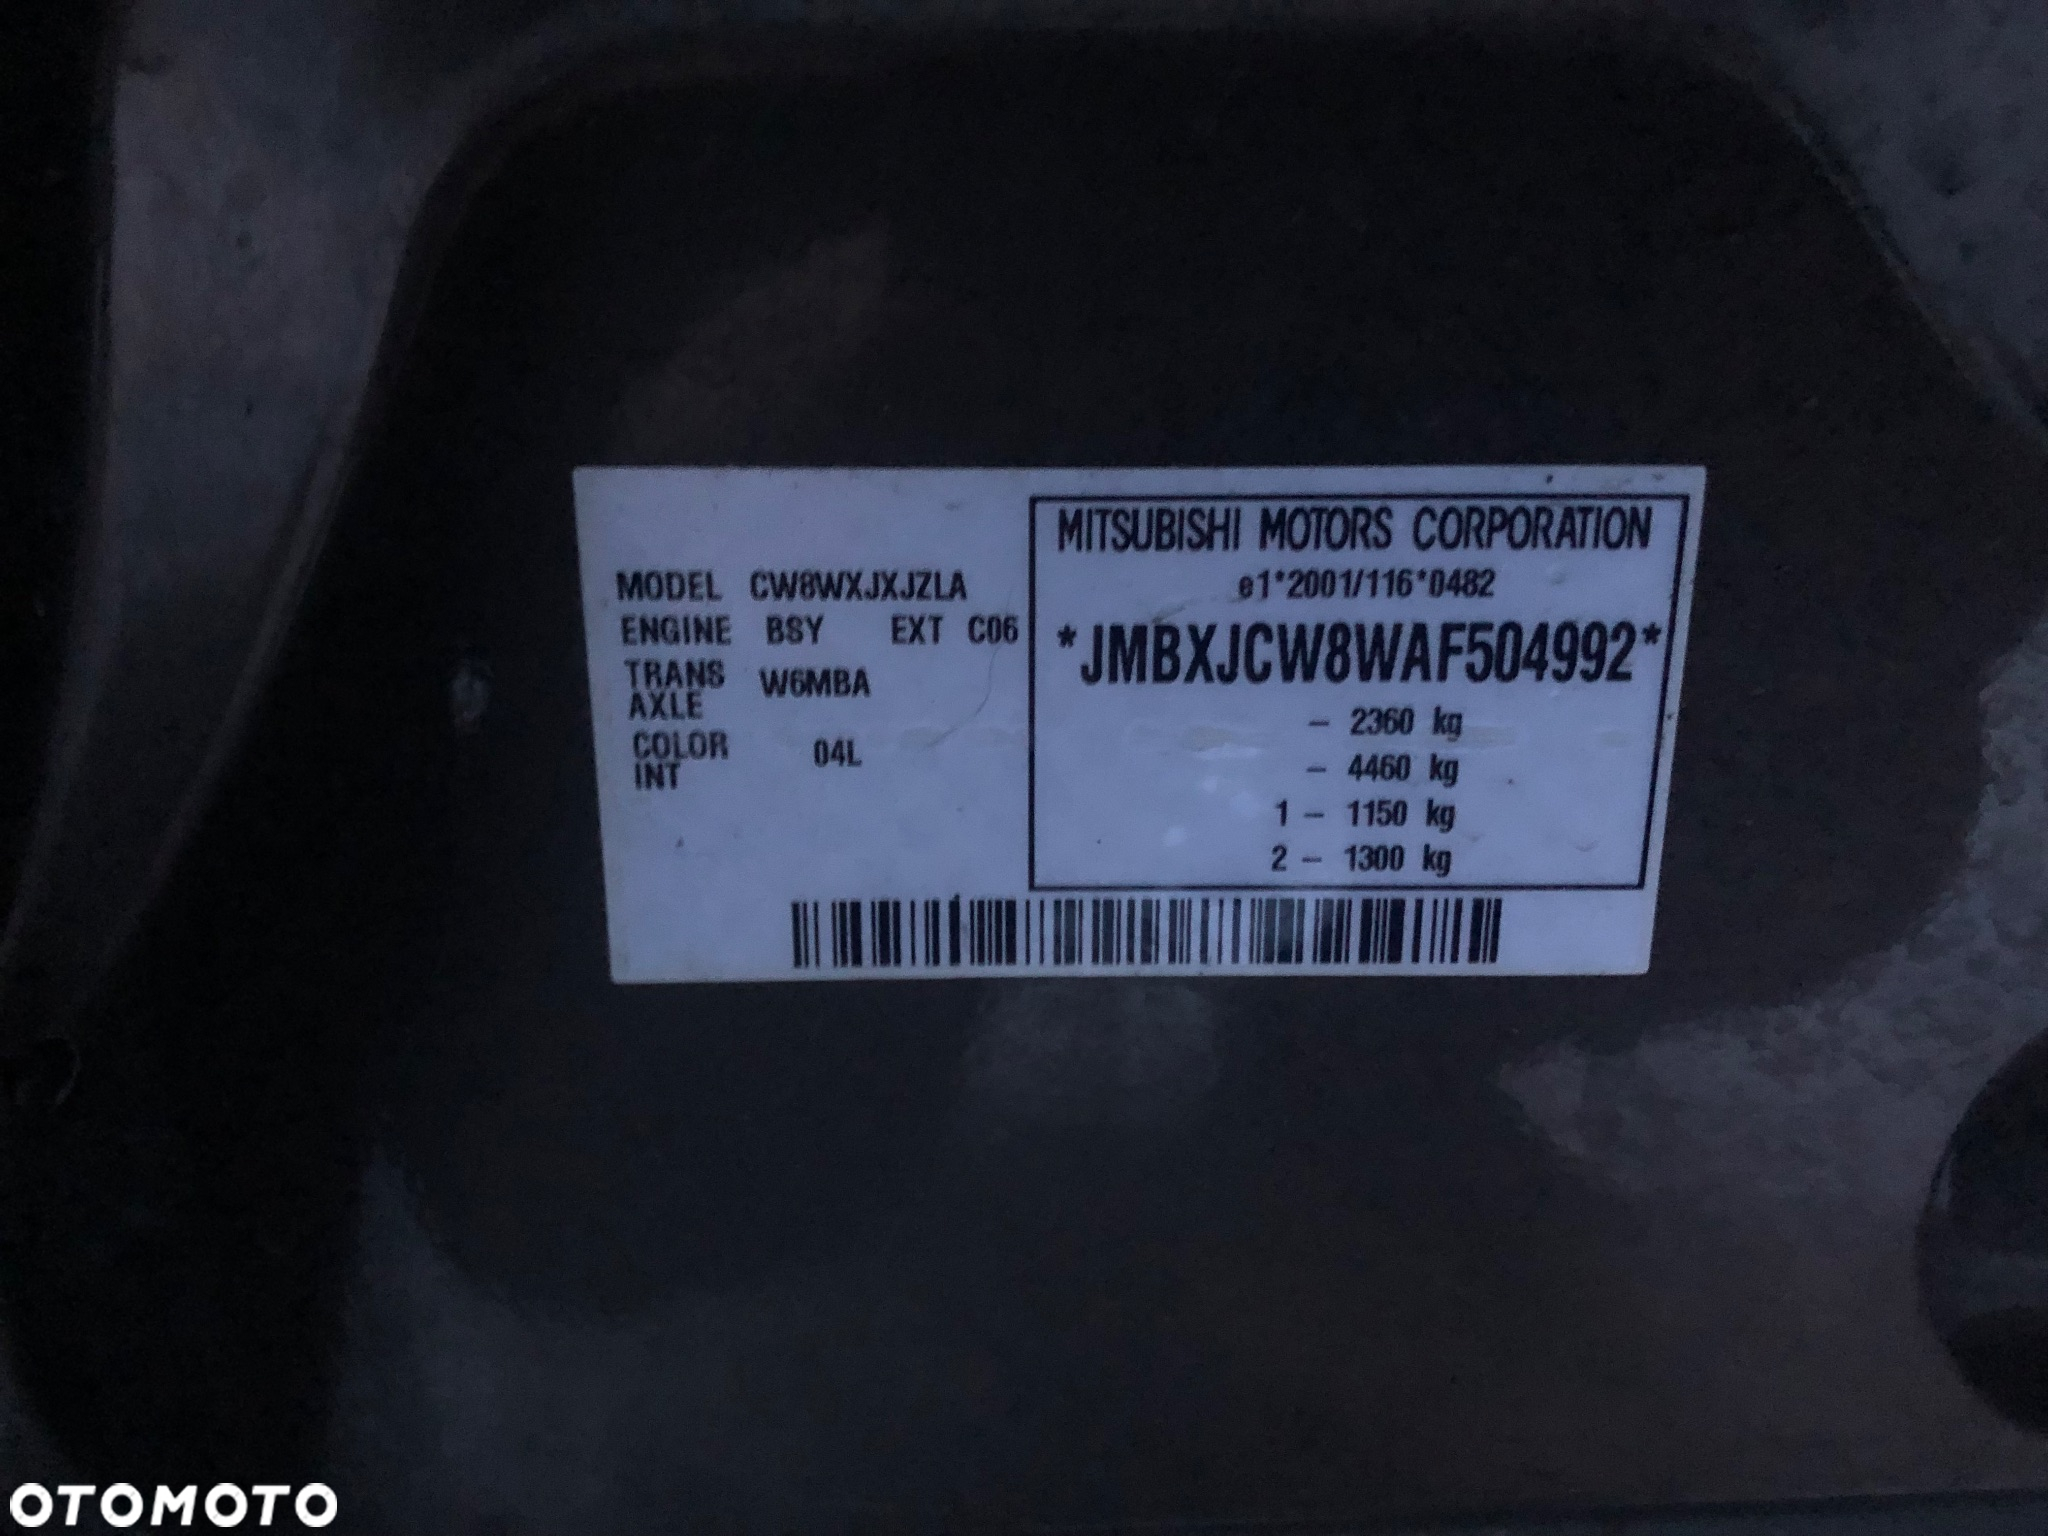 MODEL CW8WXJXJZLA
ENGINE BSY EXT C06
TRANS
AXLE W6MBA
COLOR
INT 04L
MITSUBISHI MOTORS CORPORATION
e1*2001/116*0482
*JMBXJCW8WAF504992*
– 2360 kg
– 4460 kg
1 – 1150 kg
2 – 1300 kg
OTOMOTO